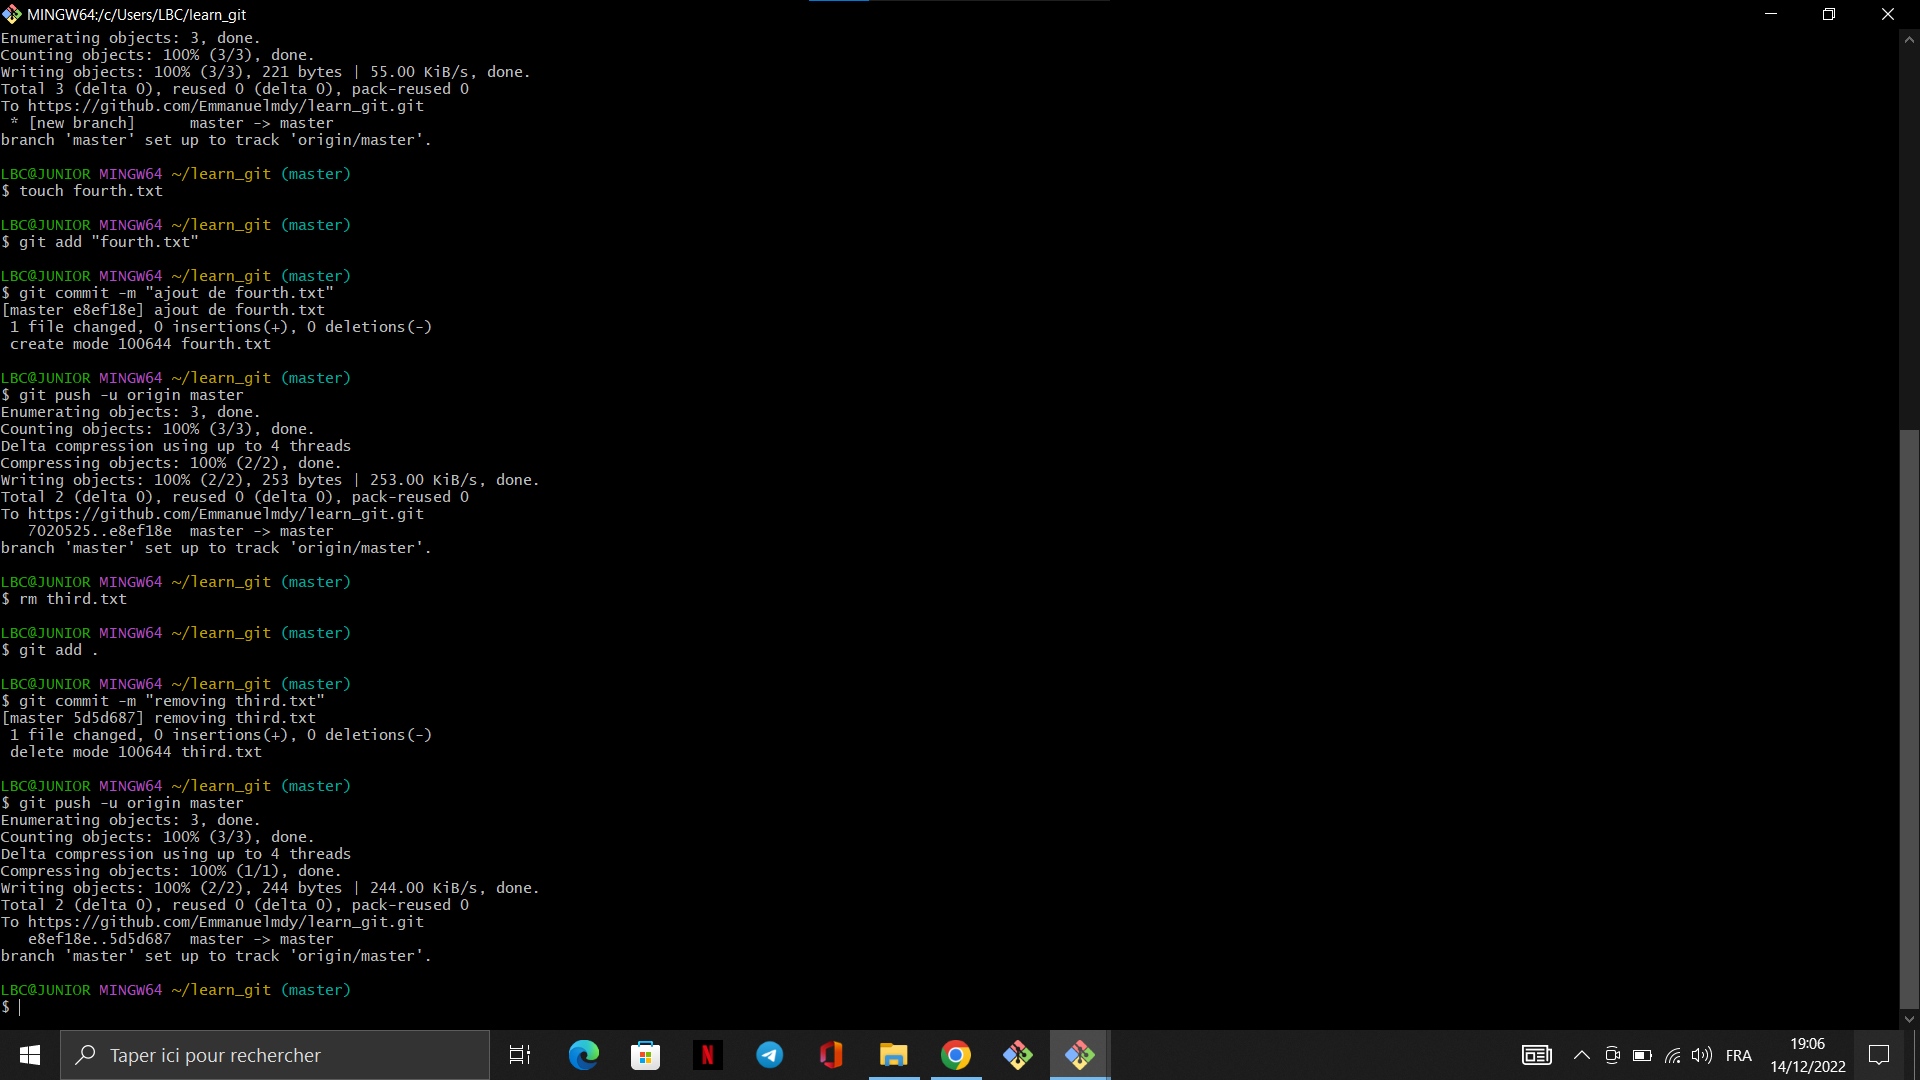 MINGW64:/c/Users/LBC/learn_git
Enumerating objects: 3, done.
Counting objects: 100% (3/3), done.
Writing objects: 100% (3/3), 221 bytes | 55.00 KiB/s, done.
Total 3 (delta 0), reused 0 (delta 0), pack-reused 0
To https://github.com/Emmanuelmdy/learn_git.git
 * [new branch]      master -> master
branch 'master' set up to track 'origin/master'.
LBC@JUNIOR MINGW64 ~/learn_git (master)
$ touch fourth.txt
LBC@JUNIOR MINGW64 ~/learn_git (master)
$ git add "fourth.txt"
LBC@JUNIOR MINGW64 ~/learn_git (master)
$ git commit -m "ajout de fourth.txt"
[master e8ef18e] ajout de fourth.txt
 1 file changed, 0 insertions(+), 0 deletions(-)
 create mode 100644 fourth.txt
LBC@JUNIOR MINGW64 ~/learn_git (master)
$ git push -u origin master
Enumerating objects: 3, done.
Counting objects: 100% (3/3), done.
Delta compression using up to 4 threads
Compressing objects: 100% (2/2), done.
Writing objects: 100% (2/2), 253 bytes | 253.00 KiB/s, done.
Total 2 (delta 0), reused 0 (delta 0), pack-reused 0
To https://github.com/Emmanuelmdy/learn_git.git
   7020525..e8ef18e  master -> master
branch 'master' set up to track 'origin/master'.
LBC@JUNIOR MINGW64 ~/learn_git (master)
$ rm third.txt
LBC@JUNIOR MINGW64 ~/learn_git (master)
$ git add .
LBC@JUNIOR MINGW64 ~/learn_git (master)
$ git commit -m "removing third.txt"
[master 5d5d687] removing third.txt
 1 file changed, 0 insertions(+), 0 deletions(-)
 delete mode 100644 third.txt
LBC@JUNIOR MINGW64 ~/learn_git (master)
$ git push -u origin master
Enumerating objects: 3, done.
Counting objects: 100% (3/3), done.
Delta compression using up to 4 threads
Compressing objects: 100% (1/1), done.
Writing objects: 100% (2/2), 244 bytes | 244.00 KiB/s, done.
Total 2 (delta 0), reused 0 (delta 0), pack-reused 0
To https://github.com/Emmanuelmdy/learn_git.git
   e8ef18e..5d5d687  master -> master
branch 'master' set up to track 'origin/master'.
LBC@JUNIOR MINGW64 ~/learn_git (master)
$
Taper ici pour rechercher
N
FRA
19:06
14/12/2022